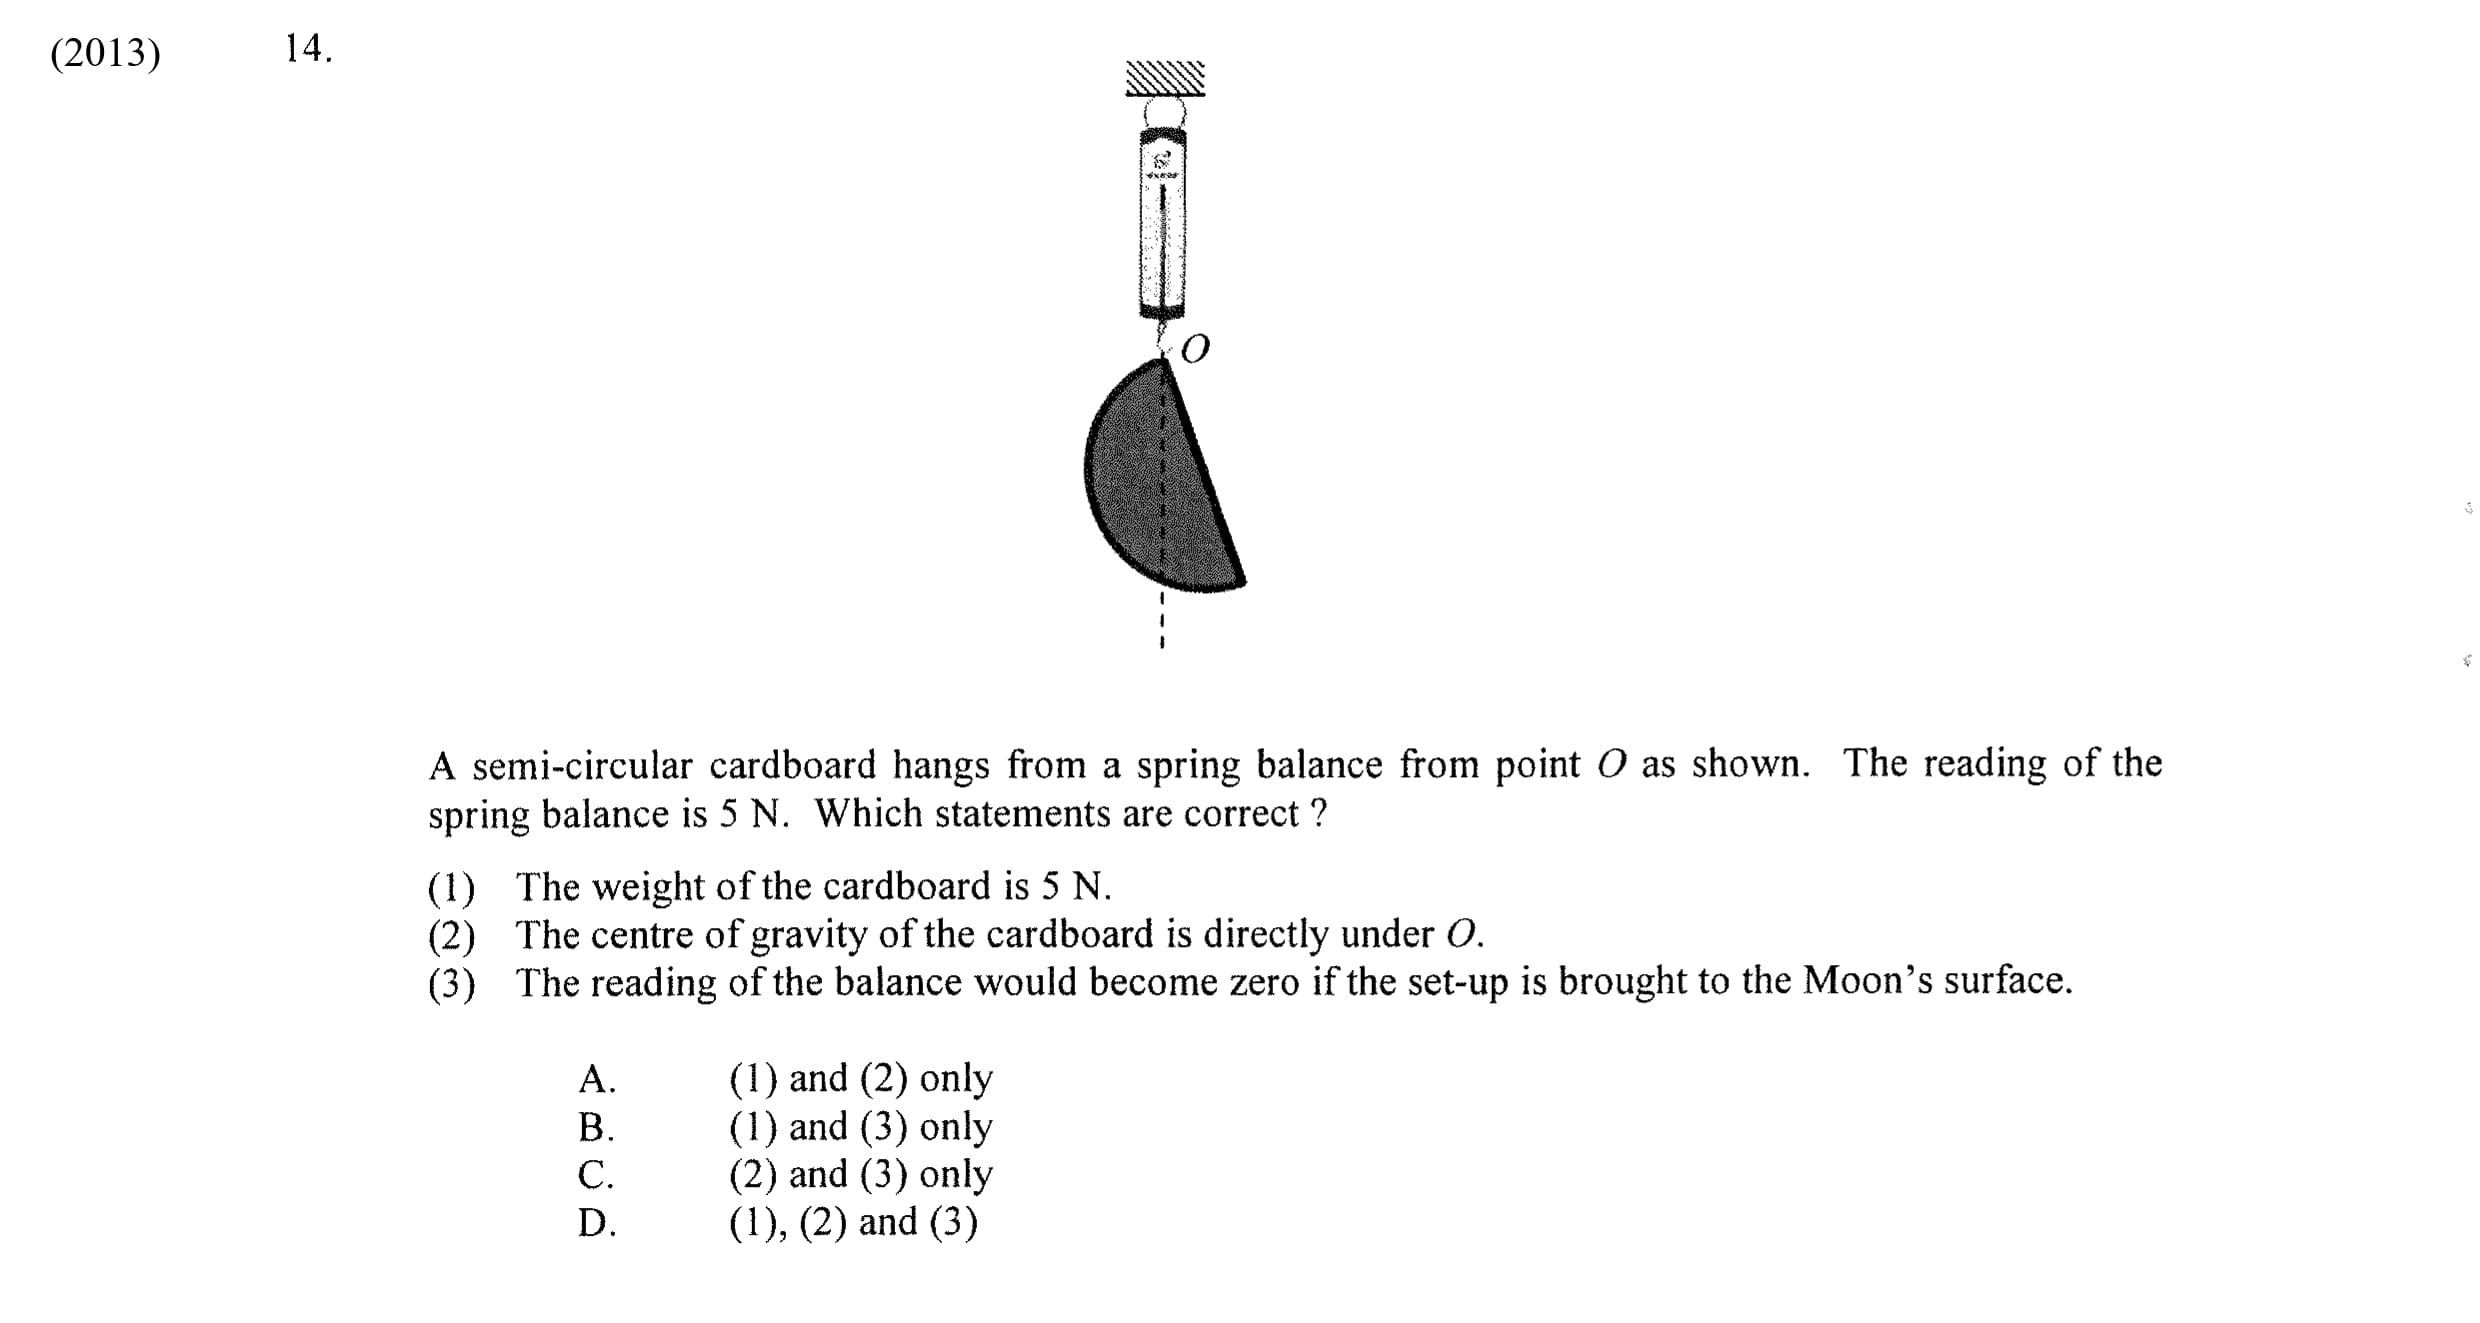 (2013) 14.
O
A semi-circular cardboard hangs from a spring balance from point O as shown. The reading of the
spring balance is 5 N. Which statements are correct ?
(1) The weight of the cardboard is 5 N.
(2) The centre of gravity of the cardboard is directly under O.
(3) The reading of the balance would become zero if the set-up is brought to the Moon's surface.
A. (1) and (2) only
B. (1) and (3) only
C. (2) and (3) only
D. (1), (2) and (3)